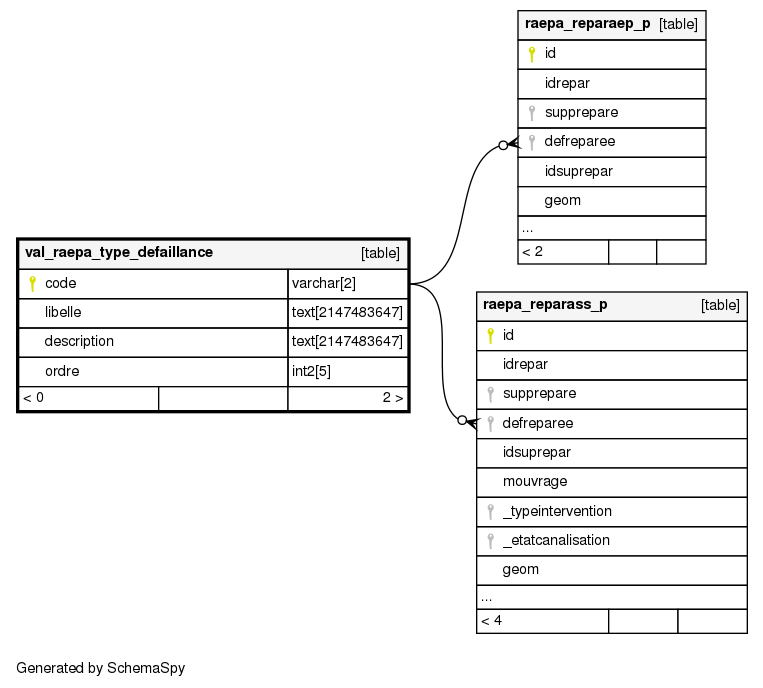 raepa_reparaep_p [table]
id
idrepar
supprepare
defreparee
idsuprepar
geom
...
< 2
val_raepa_type_defaillance [table]
code varchar[2]
libelle text[2147483647]
description text[2147483647]
ordre int2[5]
< 0 2 >
raepa_reparass_p [table]
id
idrepar
supprepare
defreparee
idsuprepar
mouvrage
_typeintervention
_etatcanalisation
geom
...
< 4
Generated by SchemaSpy